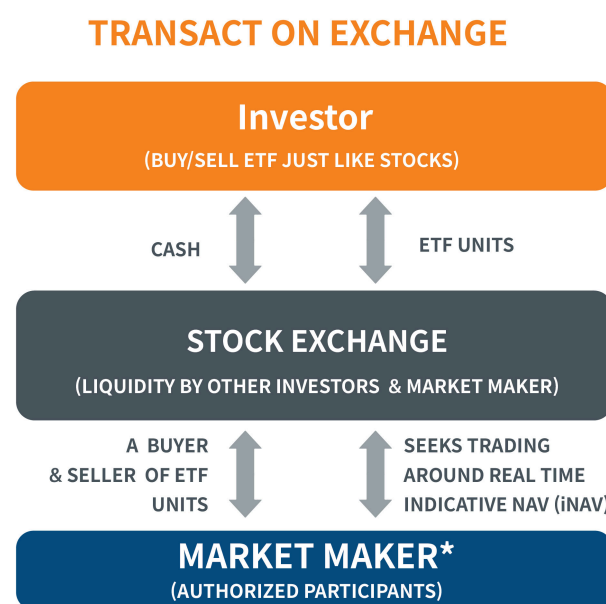 TRANSACT ON EXCHANGE
Investor
(BUY/SELL ETF JUST LIKE STOCKS)
CASH
ETF UNITS
STOCK EXCHANGE
(LIQUIDITY BY OTHER INVESTORS & MARKET MAKER)
A BUYER
& SELLER OF ETF
UNITS
SEEKS TRADING
AROUND REAL TIME
INDICATIVE NAV (iNAV)
MARKET MAKER*
(AUTHORIZED PARTICIPANTS)